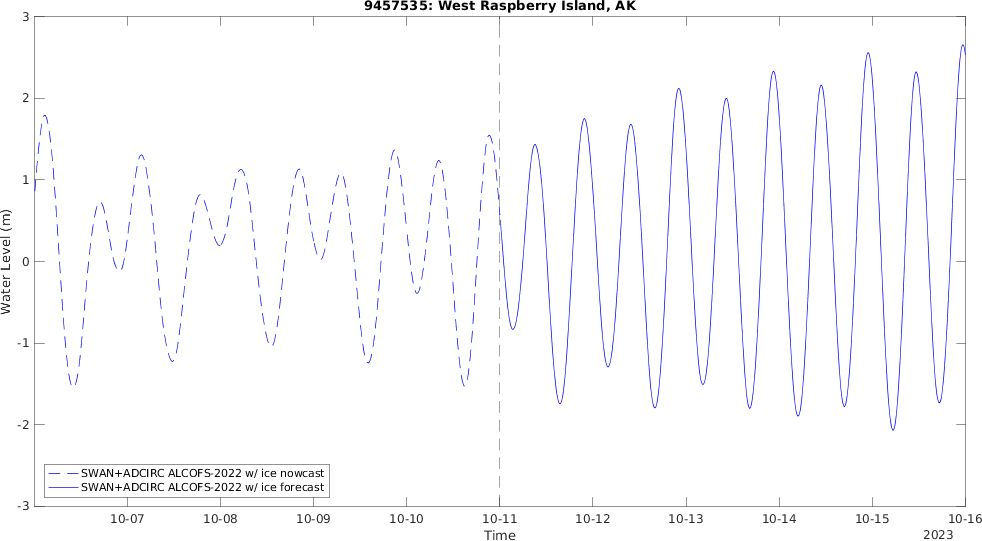 9457535: West Raspberry Island, AK
Water Level (m)
3
2
1
0
-1
-2
-3
SWAN+ADCIRC ALCOFS-2022 w/ ice nowcast
SWAN+ADCIRC ALCOFS-2022 w/ ice forecast
10-07 10-08 10-09 10-10 10-11 10-12 10-13 10-14 10-15 10-16
Time
2023